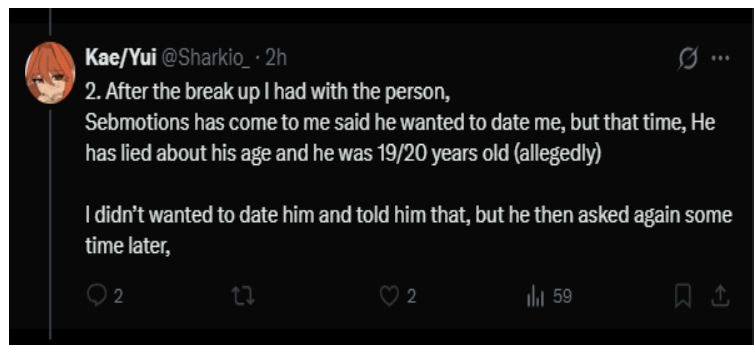 Kae/Yui @Sharkio_ · 2h
2. After the break up I had with the person,
Sebmotions has come to me said he wanted to date me, but that time, He
has lied about his age and he was 19/20 years old (allegedly)
I didn't wanted to date him and told him that, but he then asked again some
time later,
2 2 59